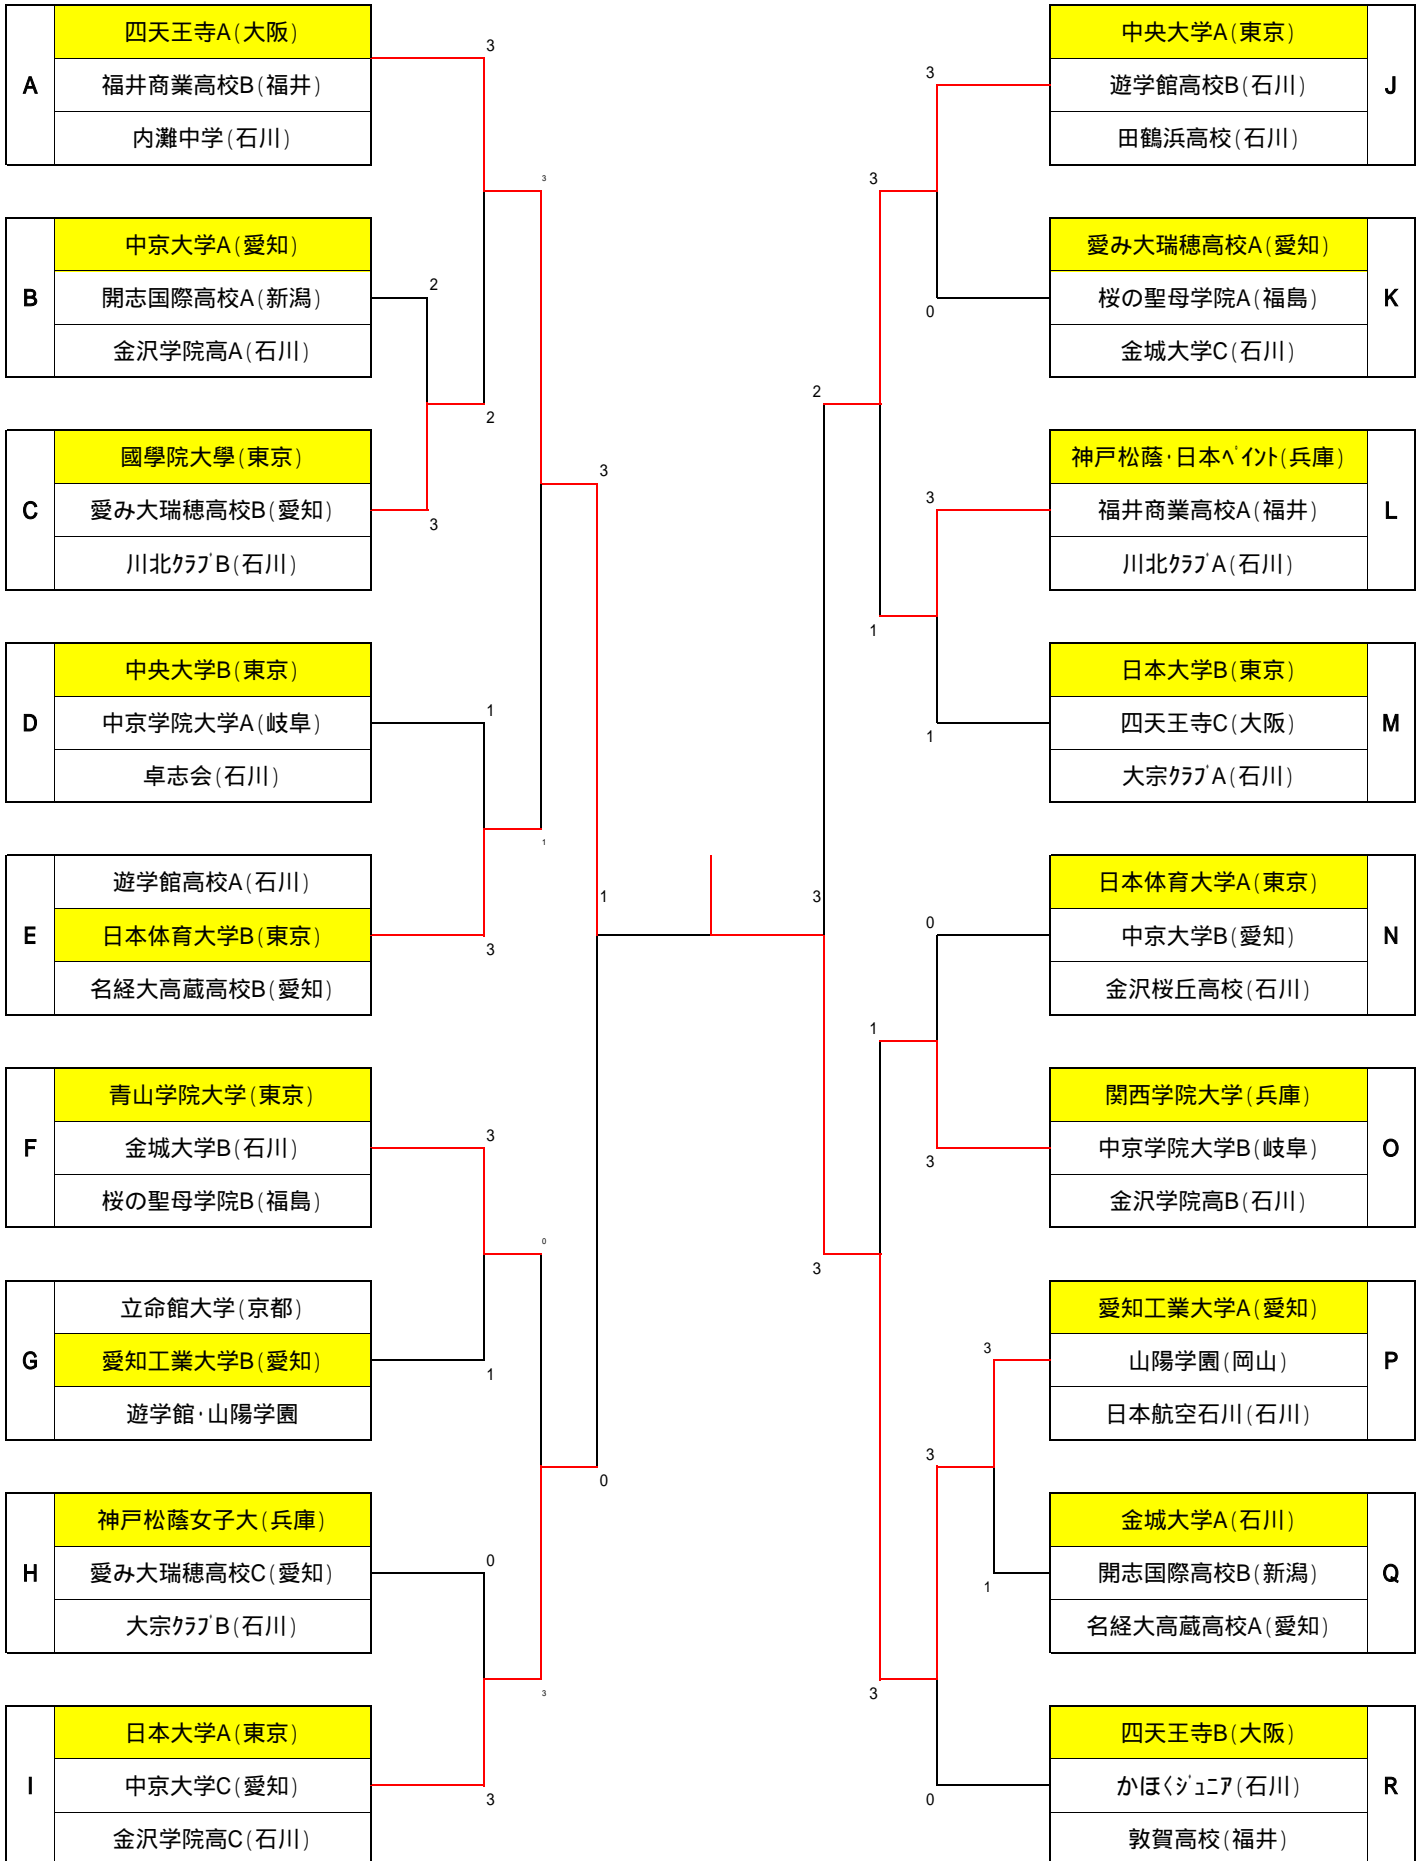 A
四天王寺A(大阪)
福井商業高校B(福井)
内灘中学(石川)
B
中京大学A(愛知)
開志国際高校A(新潟)
金沢学院高A(石川)
C
國學院大學(東京)
愛み大瑞穂高校B(愛知)
川北ｸﾗﾌﾞB(石川)
D
中央大学B(東京)
中京学院大学A(岐阜)
卓志会(石川)
E
遊学館高校A(石川)
日本体育大学B(東京)
名経大高蔵高校B(愛知)
F
青山学院大学(東京)
金城大学B(石川)
桜の聖母学院B(福島)
G
立命館大学(京都)
愛知工業大学B(愛知)
遊学館･山陽学園
H
神戸松蔭女子大(兵庫)
愛み大瑞穂高校C(愛知)
大宗ｸﾗﾌﾞB(石川)
I
日本大学A(東京)
中京大学C(愛知)
金沢学院高C(石川)
3
2
2
3
1
3
3
1
0
3
3
1
0
3
3
0
1
3
2
3
3
1
1
3
3
0
3
1
0
3
3
1
3
0
中央大学A(東京)
遊学館高校B(石川)
田鶴浜高校(石川)
J
愛み大瑞穂高校A(愛知)
桜の聖母学院A(福島)
金城大学C(石川)
K
神戸松蔭･日本ﾍﾟｲﾝﾄ(兵庫)
福井商業高校A(福井)
川北ｸﾗﾌﾞA(石川)
L
日本大学B(東京)
四天王寺C(大阪)
大宗ｸﾗﾌﾞA(石川)
M
日本体育大学A(東京)
中京大学B(愛知)
金沢桜丘高校(石川)
N
関西学院大学(兵庫)
中京学院大学B(岐阜)
金沢学院高B(石川)
O
愛知工業大学A(愛知)
山陽学園(岡山)
日本航空石川(石川)
P
金城大学A(石川)
開志国際高校B(新潟)
名経大高蔵高校A(愛知)
Q
四天王寺B(大阪)
かほくｼﾞｭﾆｱ(石川)
敦賀高校(福井)
R